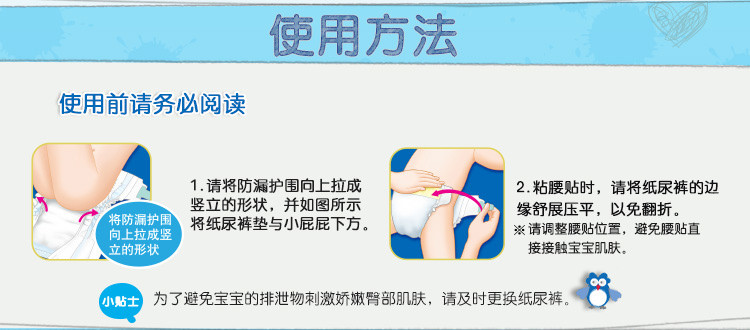 使用方法
使用前请务必阅读
将防漏护围
向上拉成竖
立的形状
1.请将防漏护围向上拉成
竖立的形状，并如图所示
将纸尿裤垫与小屁屁下方。
2.粘腰贴时，请将纸尿裤的边
缘舒展压平，以免翻折。
※请调整腰贴位置，避免腰贴直
接接触宝宝肌肤。
小贴士
为了避免宝宝的排泄物刺激娇嫩臀部肌肤，请及时更换纸尿裤。